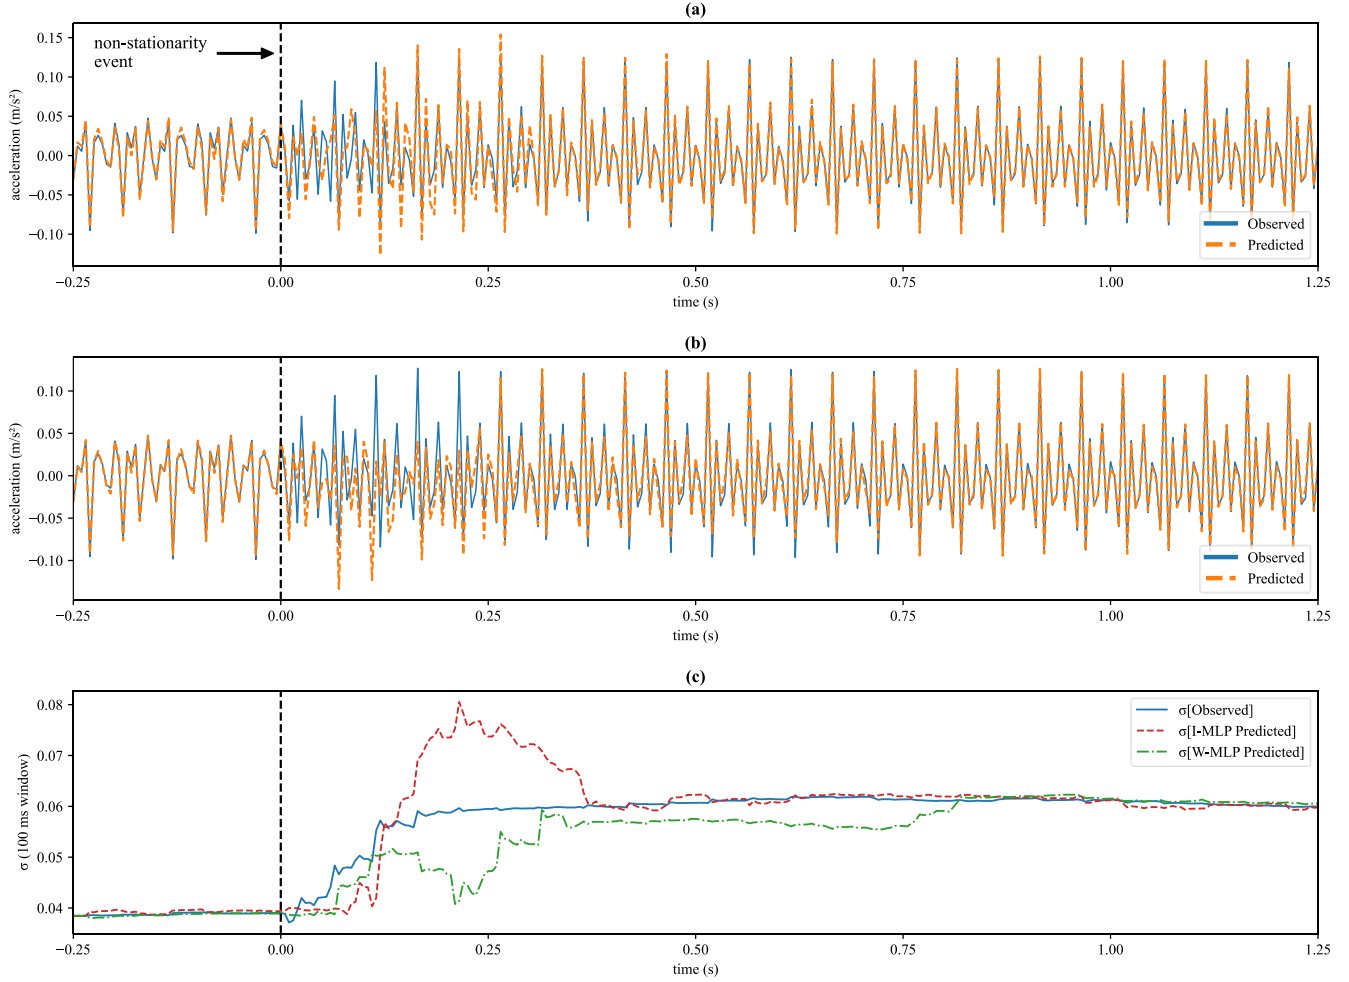 (a)
non-stationarity
event
0.15
0.10
0.05
0.00
−0.05
−0.10
acceleration (m/s²)
Observed
Predicted
−0.25 0.00 0.25 0.50 0.75 1.00 1.25
time (s)
(b)
0.10
0.05
0.00
−0.05
−0.10
acceleration (m/s²)
Observed
Predicted
−0.25 0.00 0.25 0.50 0.75 1.00 1.25
time (s)
(c)
0.08
0.07
0.06
0.05
0.04
σ (100 ms window)
σ[Observed]
σ[I-MLP Predicted]
σ[W-MLP Predicted]
−0.25 0.00 0.25 0.50 0.75 1.00 1.25
time (s)